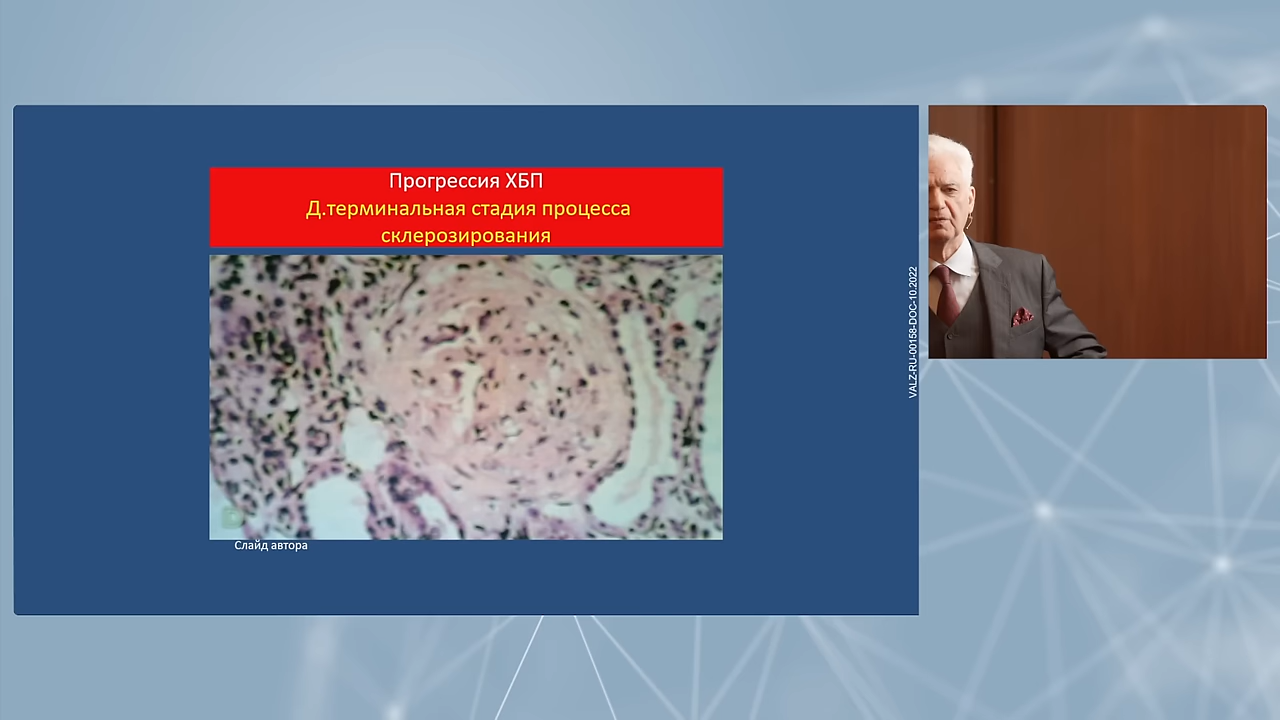 Прогрессия ХБП
Д.терминальная стадия процесса
склерозирования
Слайд автора
VALZ-RU-00158-DOC-10.2022